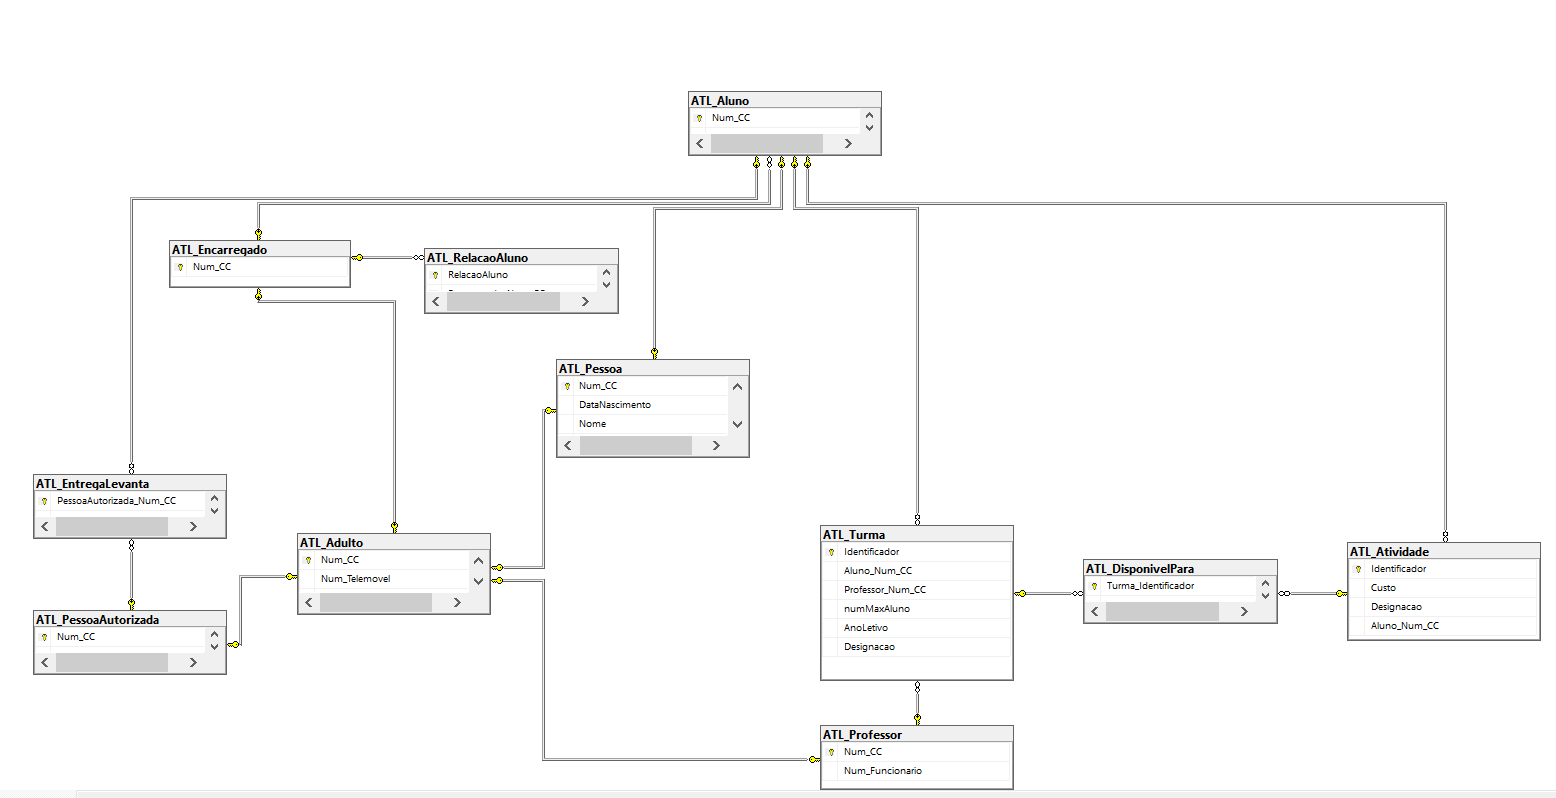 ATL_Aluno
Num_CC
ATL_Encarregado
Num_CC
ATL_RelacaoAluno
RelacaoAluno
ATL_Pessoa
Num_CC
DataNascimento
Nome
ATL_EntregaLevanta
PessoaAutorizada_Num_CC
ATL_Adulto
Num_CC
Num_Telemovel
ATL_PessoaAutorizada
Num_CC
ATL_Turma
Identificador
Aluno_Num_CC
Professor_Num_CC
numMaxAluno
AnoLetivo
Designacao
ATL_DisponivelPara
Turma_Identificador
ATL_Atividade
Identificador
Custo
Designacao
Aluno_Num_CC
ATL_Professor
Num_CC
Num_Funcionario